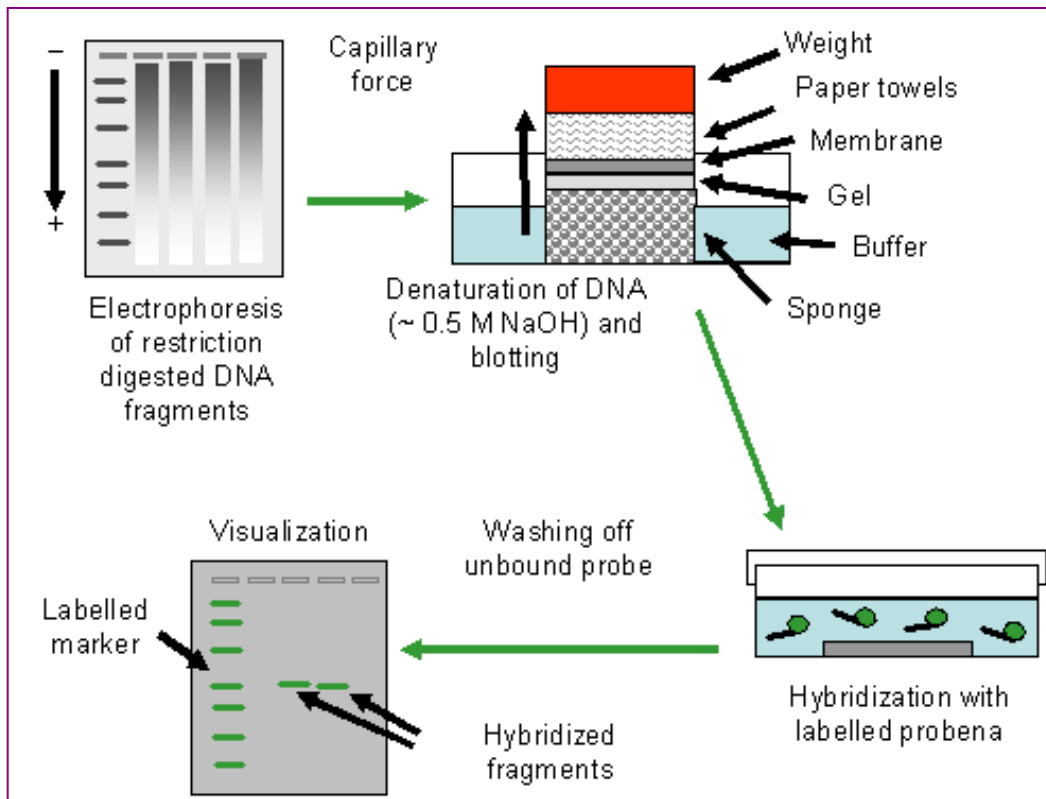 −
+
Electrophoresis
of restriction
digested DNA
fragments
Capillary
force
Weight
Paper towels
Membrane
Gel
Buffer
Sponge
Denaturation of DNA
(~ 0.5 M NaOH) and
blotting
Visualization
Washing off
unbound probe
Labelled
marker
Hybridized
fragments
Hybridization with
labelled probena